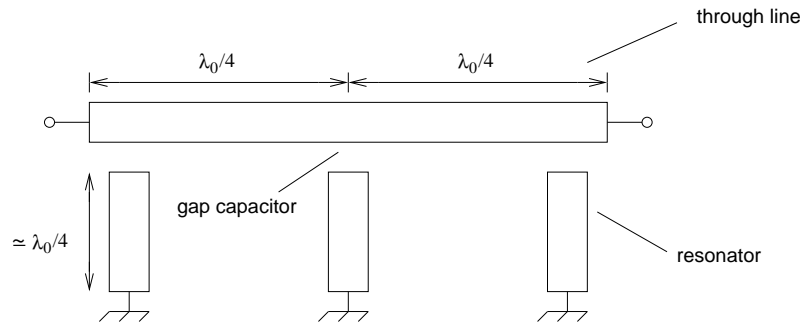 through line
λ0/4 λ0/4
gap capacitor
≃ λ0/4
resonator